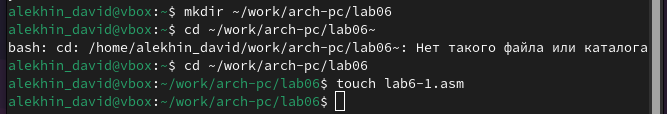 alekhin_david@vbox:~$ mkdir ~/work/arch-pc/lab06
alekhin_david@vbox:~$ cd ~/work/arch-pc/lab06~
bash: cd: /home/alekhin_david/work/arch-pc/lab06~: Нет такого файла или каталога
alekhin_david@vbox:~$ cd ~/work/arch-pc/lab06
alekhin_david@vbox:~/work/arch-pc/lab06$ touch lab6-1.asm
alekhin_david@vbox:~/work/arch-pc/lab06$